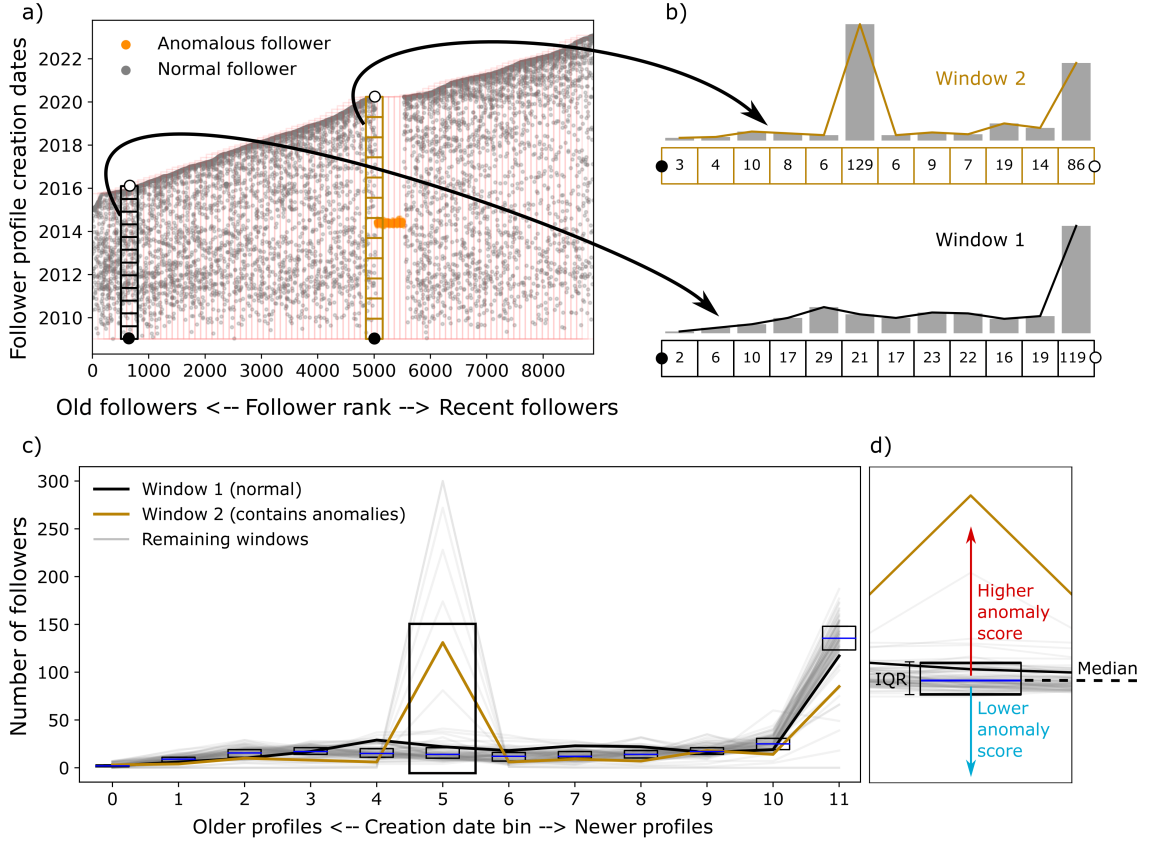 a)
Follower profile creation dates
Anomalous follower
Normal follower
2022
2020
2018
2016
2014
2012
2010
0 1000 2000 3000 4000 5000 6000 7000 8000
Old followers <-- Follower rank --> Recent followers
b)
Window 2
3 4 10 8 6 129 6 9 7 19 14 86
Window 1
2 6 10 17 29 21 17 23 22 16 19 119
c)
Number of followers
Window 1 (normal)
Window 2 (contains anomalies)
Remaining windows
300
250
200
150
100
50
0
0 1 2 3 4 5 6 7 8 9 10 11
Older profiles <-- Creation date bin --> Newer profiles
d)
Higher
anomaly
score
IQR
Median
Lower
anomaly
score